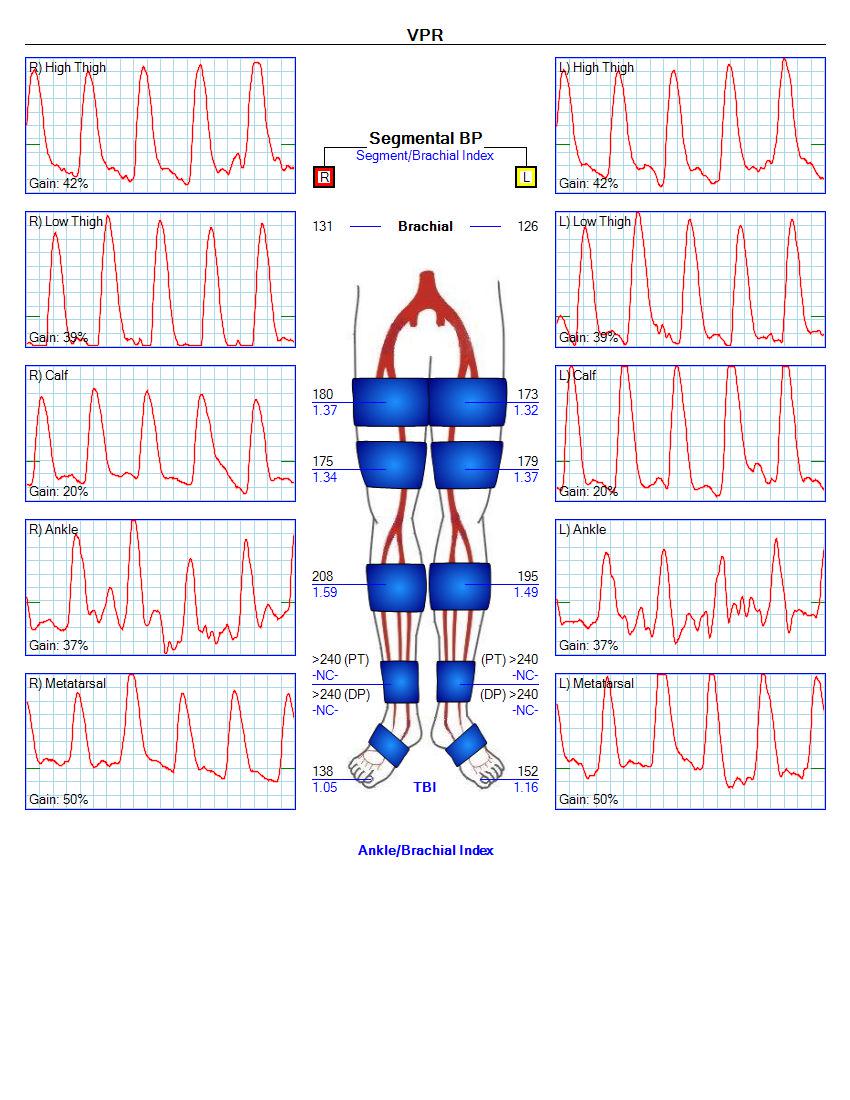 VPR
R) High Thigh
Gain: 42%
L) High Thigh
Gain: 42%
Segmental BP
Segment/Brachial Index
R
L
131 Brachial 126
R) Low Thigh
Gain: 39%
L) Low Thigh
Gain: 39%
R) Calf
Gain: 20%
L) Calf
Gain: 20%
180 173
1.37 1.32
175 179
1.34 1.37
R) Ankle
Gain: 37%
L) Ankle
Gain: 37%
208 195
1.59 1.49
>240 (PT) (PT) >240
-NC- -NC-
>240 (DP) (DP) >240
-NC- -NC-
R) Metatarsal
Gain: 50%
L) Metatarsal
Gain: 50%
138 152
1.05 TBI 1.16
Ankle/Brachial Index